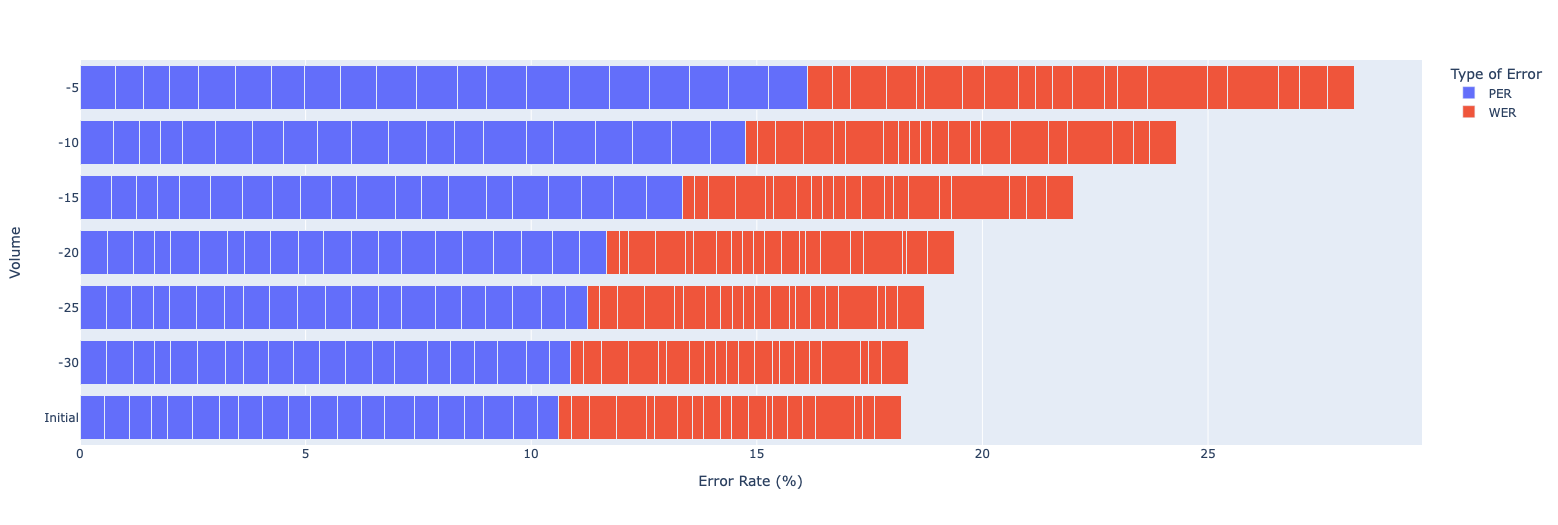 Type of Error
PER
WER
Volume
-5
-10
-15
-20
-25
-30
Initial
0 5 10 15 20 25
Error Rate (%)